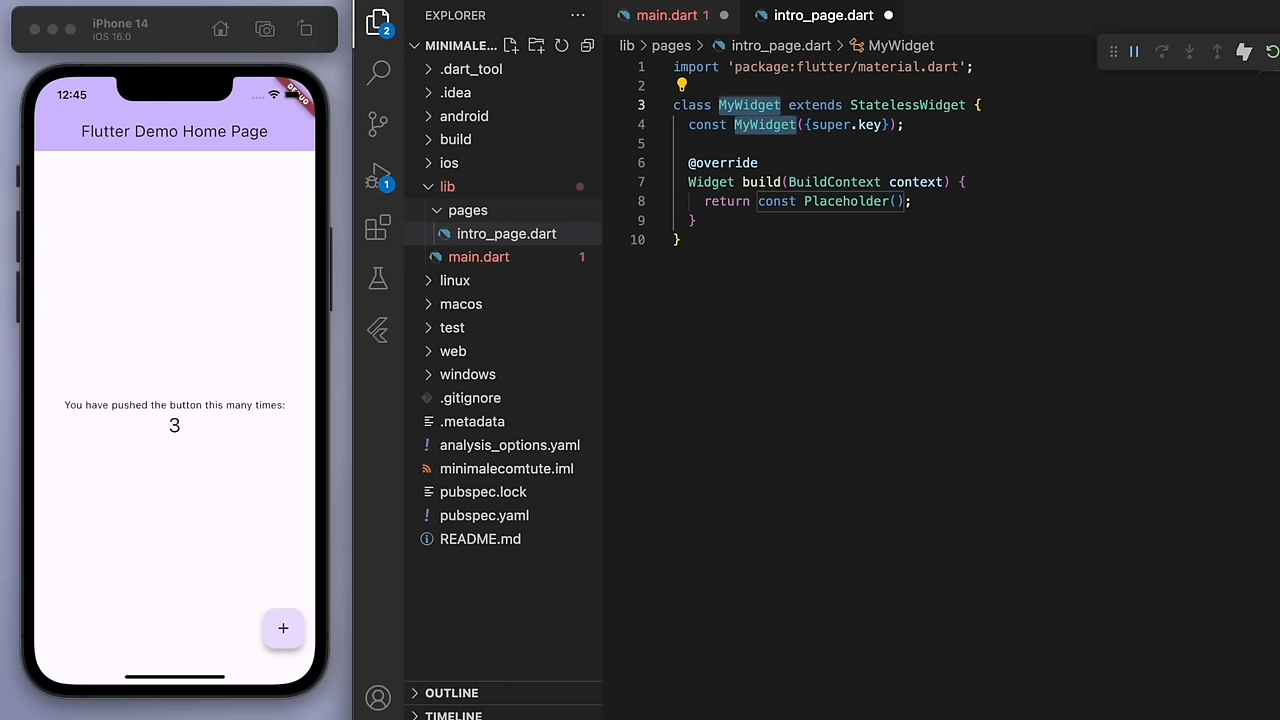 iPhone 14
iOS 16.0
12:45
DEBUG
Flutter Demo Home Page
You have pushed the button this many times:
3
+
2
1
EXPLORER
MINIMALE...
.dart_tool
.idea
android
build
ios
lib
pages
intro_page.dart
main.dart 1
linux
macos
test
web
windows
.gitignore
.metadata
! analysis_options.yaml
minimalecomtute.iml
pubspec.lock
! pubspec.yaml
README.md
OUTLINE
TIMELINE
main.dart 1
intro_page.dart
lib > pages > intro_page.dart > MyWidget
1 import 'package:flutter/material.dart';
2
3 class MyWidget extends StatelessWidget {
4 const MyWidget({super.key});
5
6 @override
7 Widget build(BuildContext context) {
8 return const Placeholder();
9 }
10 }